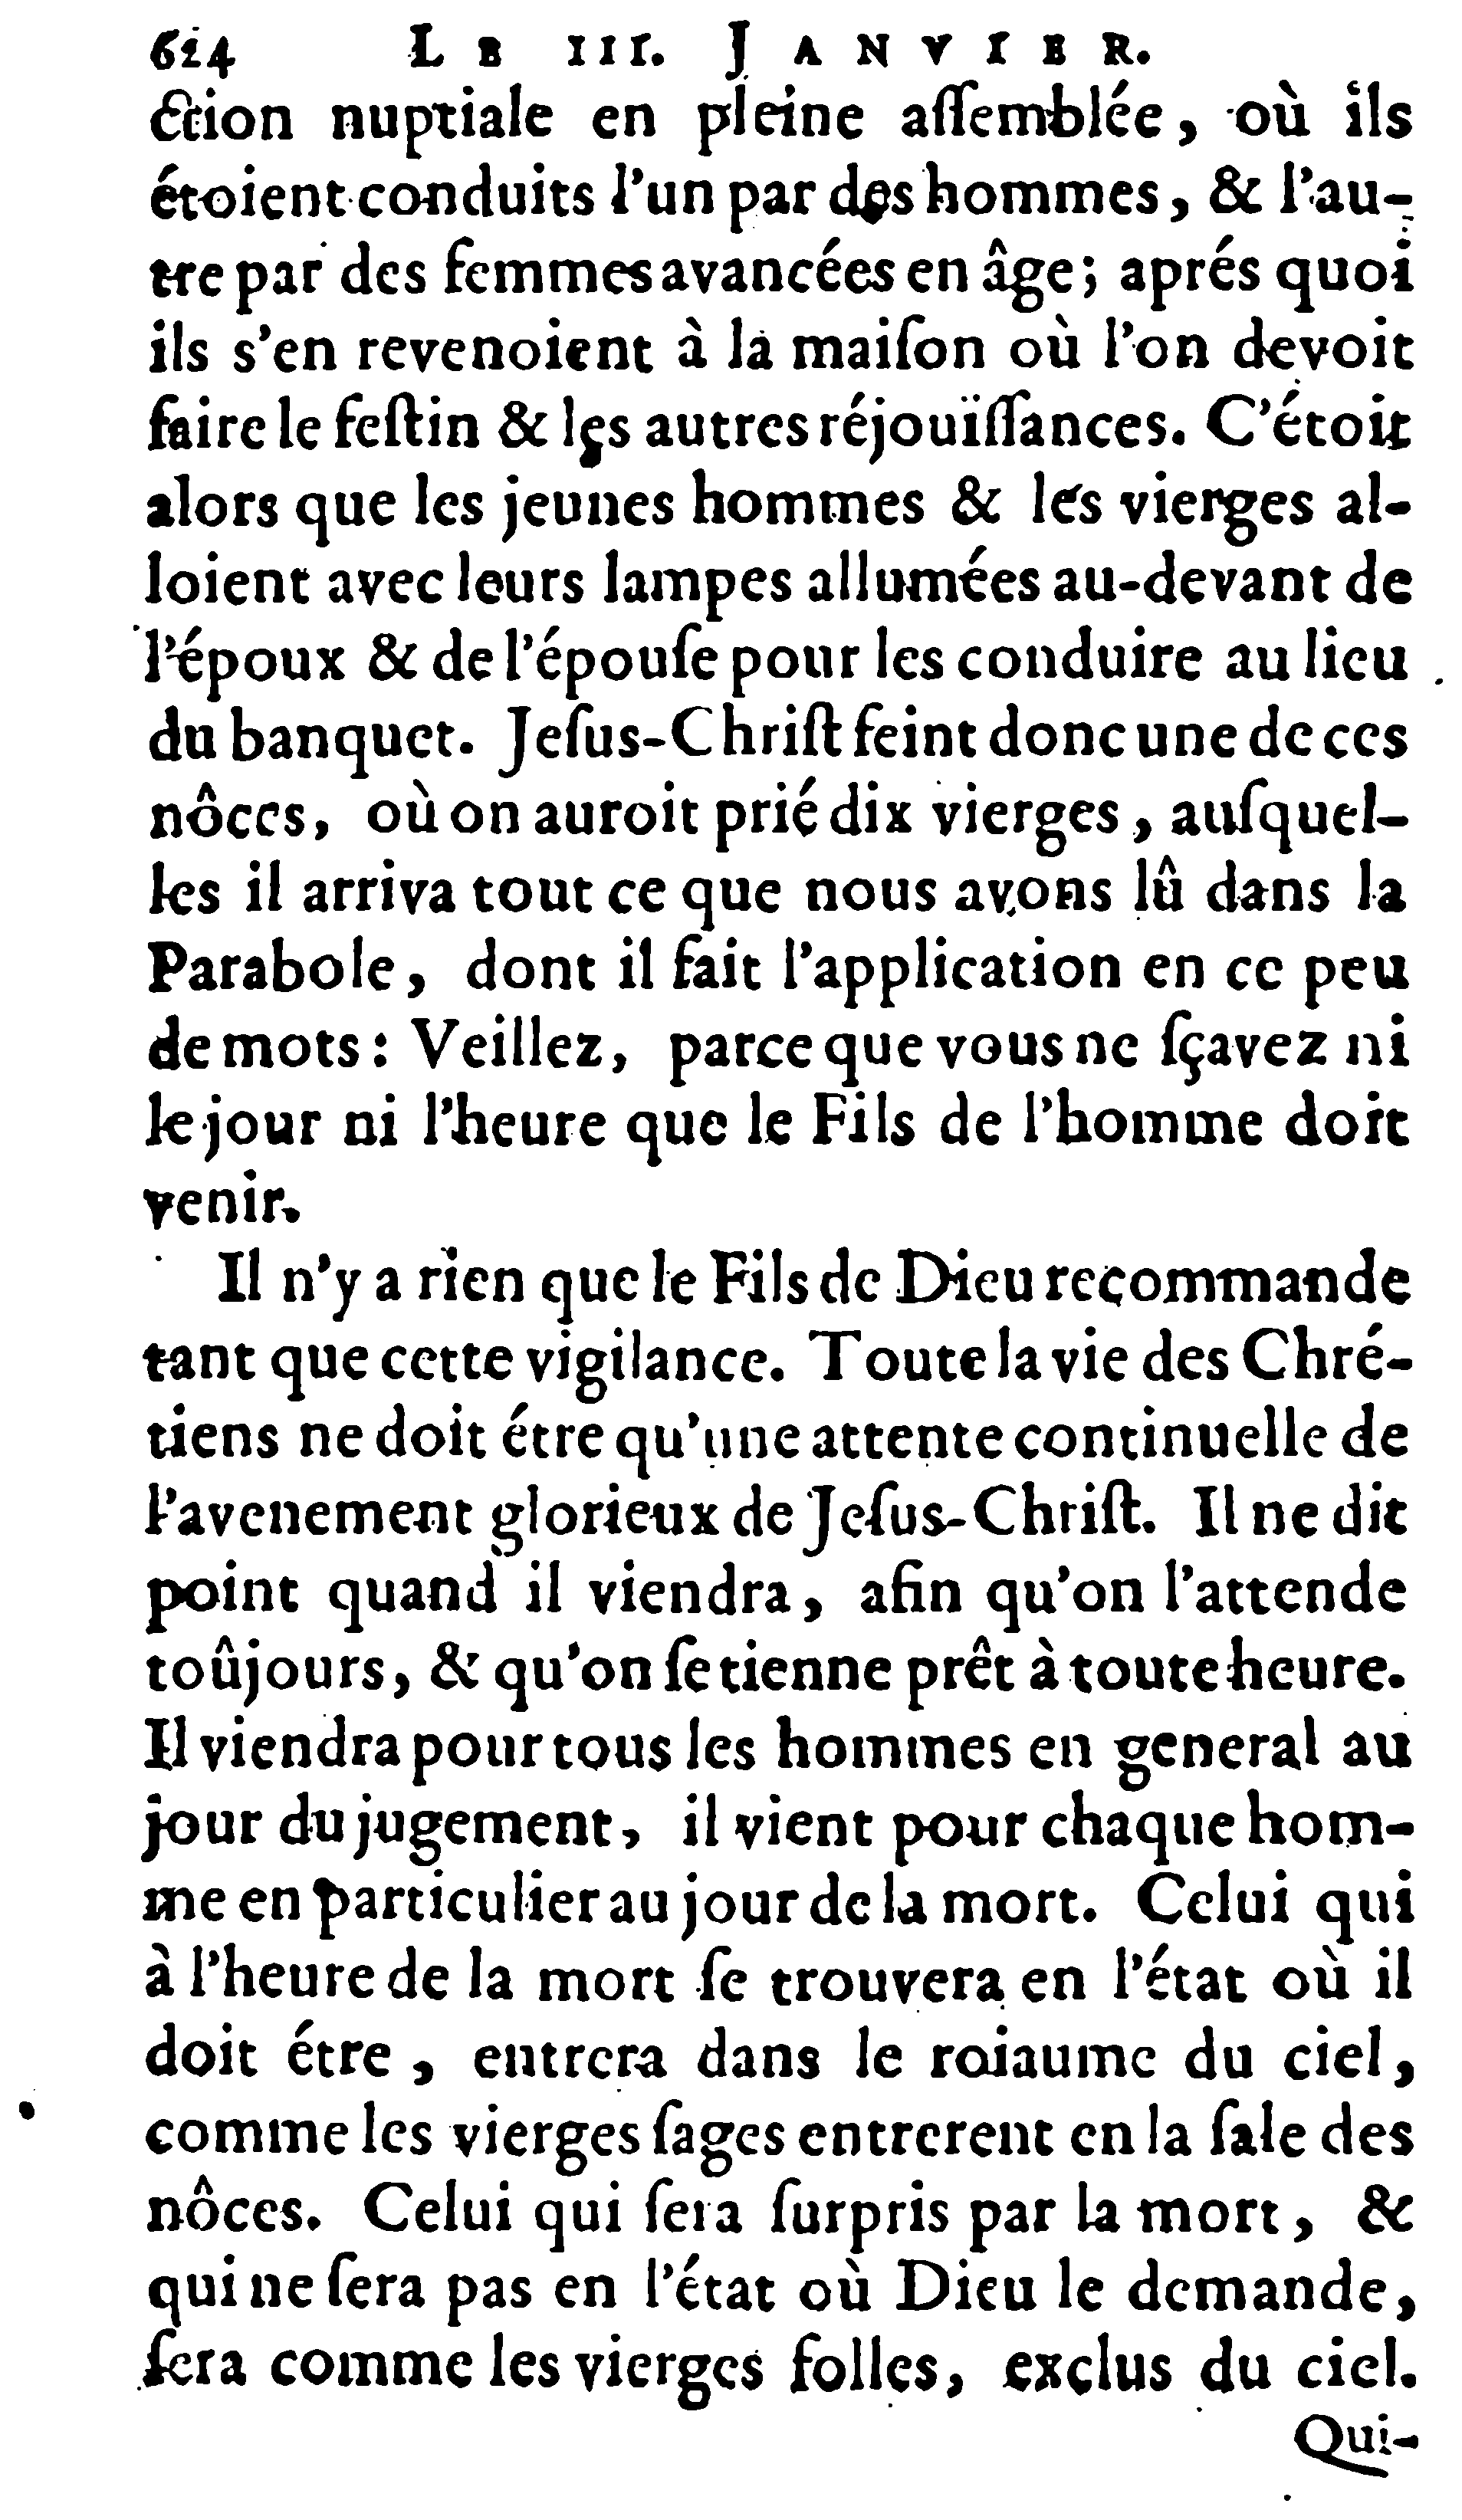 624 LE III. JANVIER.
ction nuptiale en pleine aſſemblée, où ils
étoient conduits l'un par des hommes, & l'au-
tre par des femmes avancées en âge; aprés quoi
ils s'en revenoient à la maiſon où l'on devoit
faire le feſtin & les autres réjouïſſances. C'étoit
alors que les jeunes hommes & les vierges al-
loient avec leurs lampes allumées au-devant de
l'époux & de l'épouſe pour les conduire au lieu
du banquet. Jeſus-Chriſt feint donc une de ces
nôces, où on auroit prié dix vierges, auſquel-
les il arriva tout ce que nous avons lû dans la
Parabole, dont il fait l'application en ce peu
de mots: Veillez, parce que vous ne ſçavez ni
le jour ni l'heure que le Fils de l'homme doit
venir.
Il n'y a rien que le Fils de Dieu recommande
tant que cette vigilance. Toute la vie des Chré-
tiens ne doit étre qu'une attente continuelle de
l'avenement glorieux de Jeſus-Chriſt. Il ne dit
point quand il viendra, afin qu'on l'attende
toûjours, & qu'on ſe tienne prêt à toute heure.
Il viendra pour tous les hommes en general au
jour du jugement, il vient pour chaque hom-
me en particulier au jour de la mort. Celui qui
à l'heure de la mort ſe trouvera en l'état où il
doit étre, entrera dans le roiaume du ciel,
comme les vierges ſages entrerent en la ſale des
nôces. Celui qui ſera ſurpris par la mort, &
qui ne ſera pas en l'état où Dieu le demande,
ſera comme les vierges folles, exclus du ciel.
Qui-